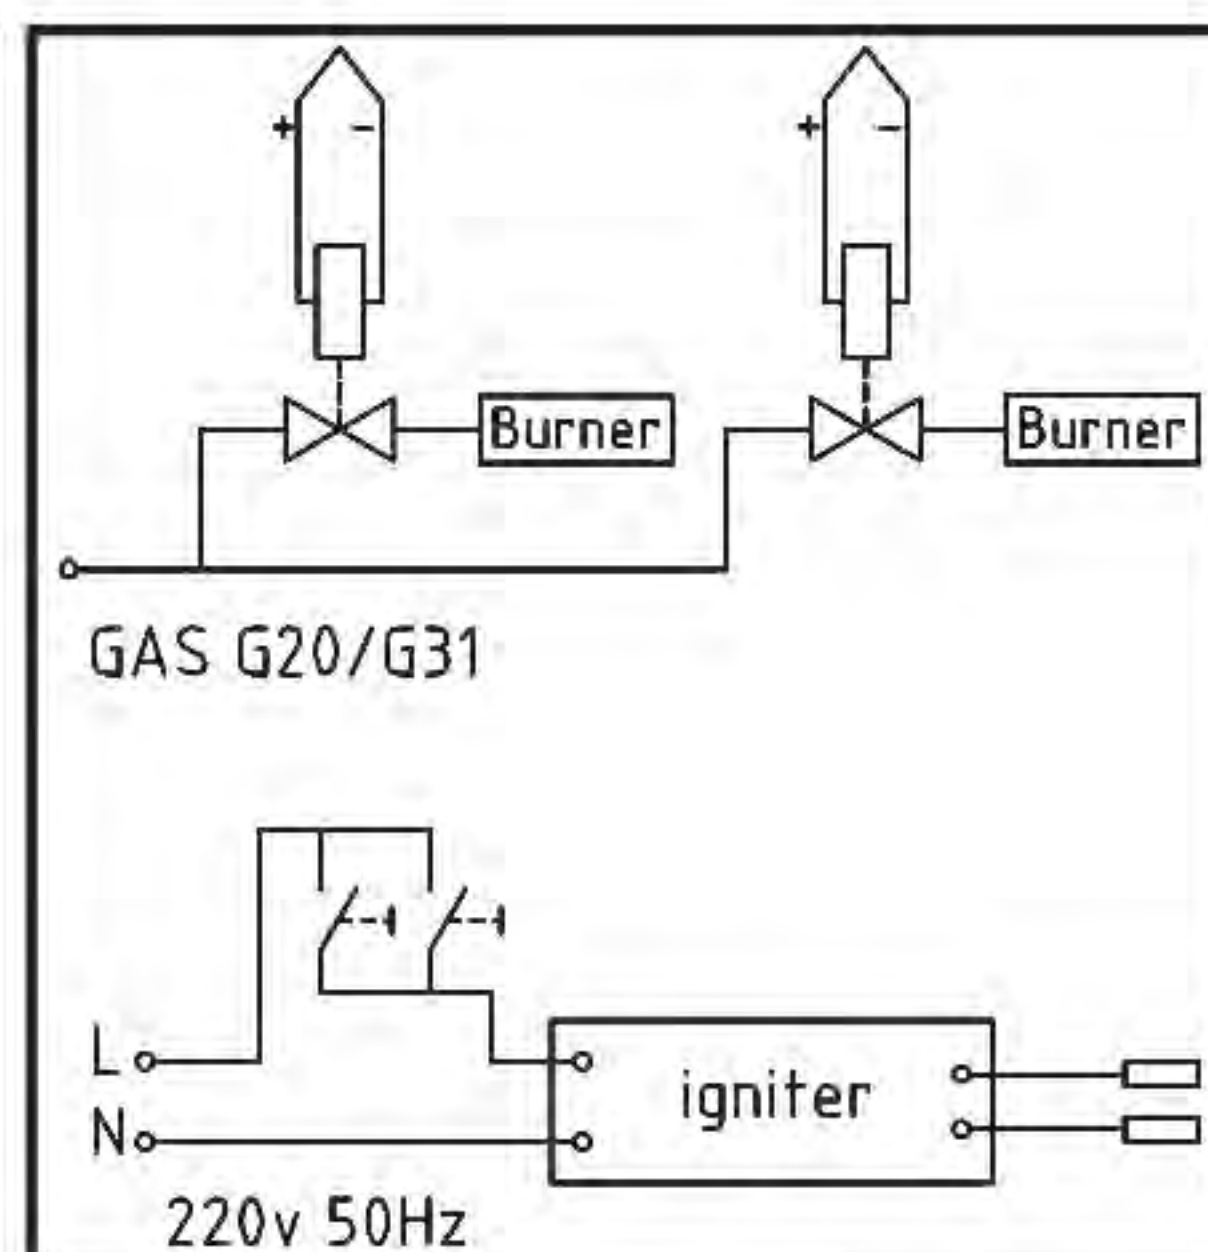 + - + -
Burner Burner
GAS G20/G31
L
igniter
N
220v 50Hz